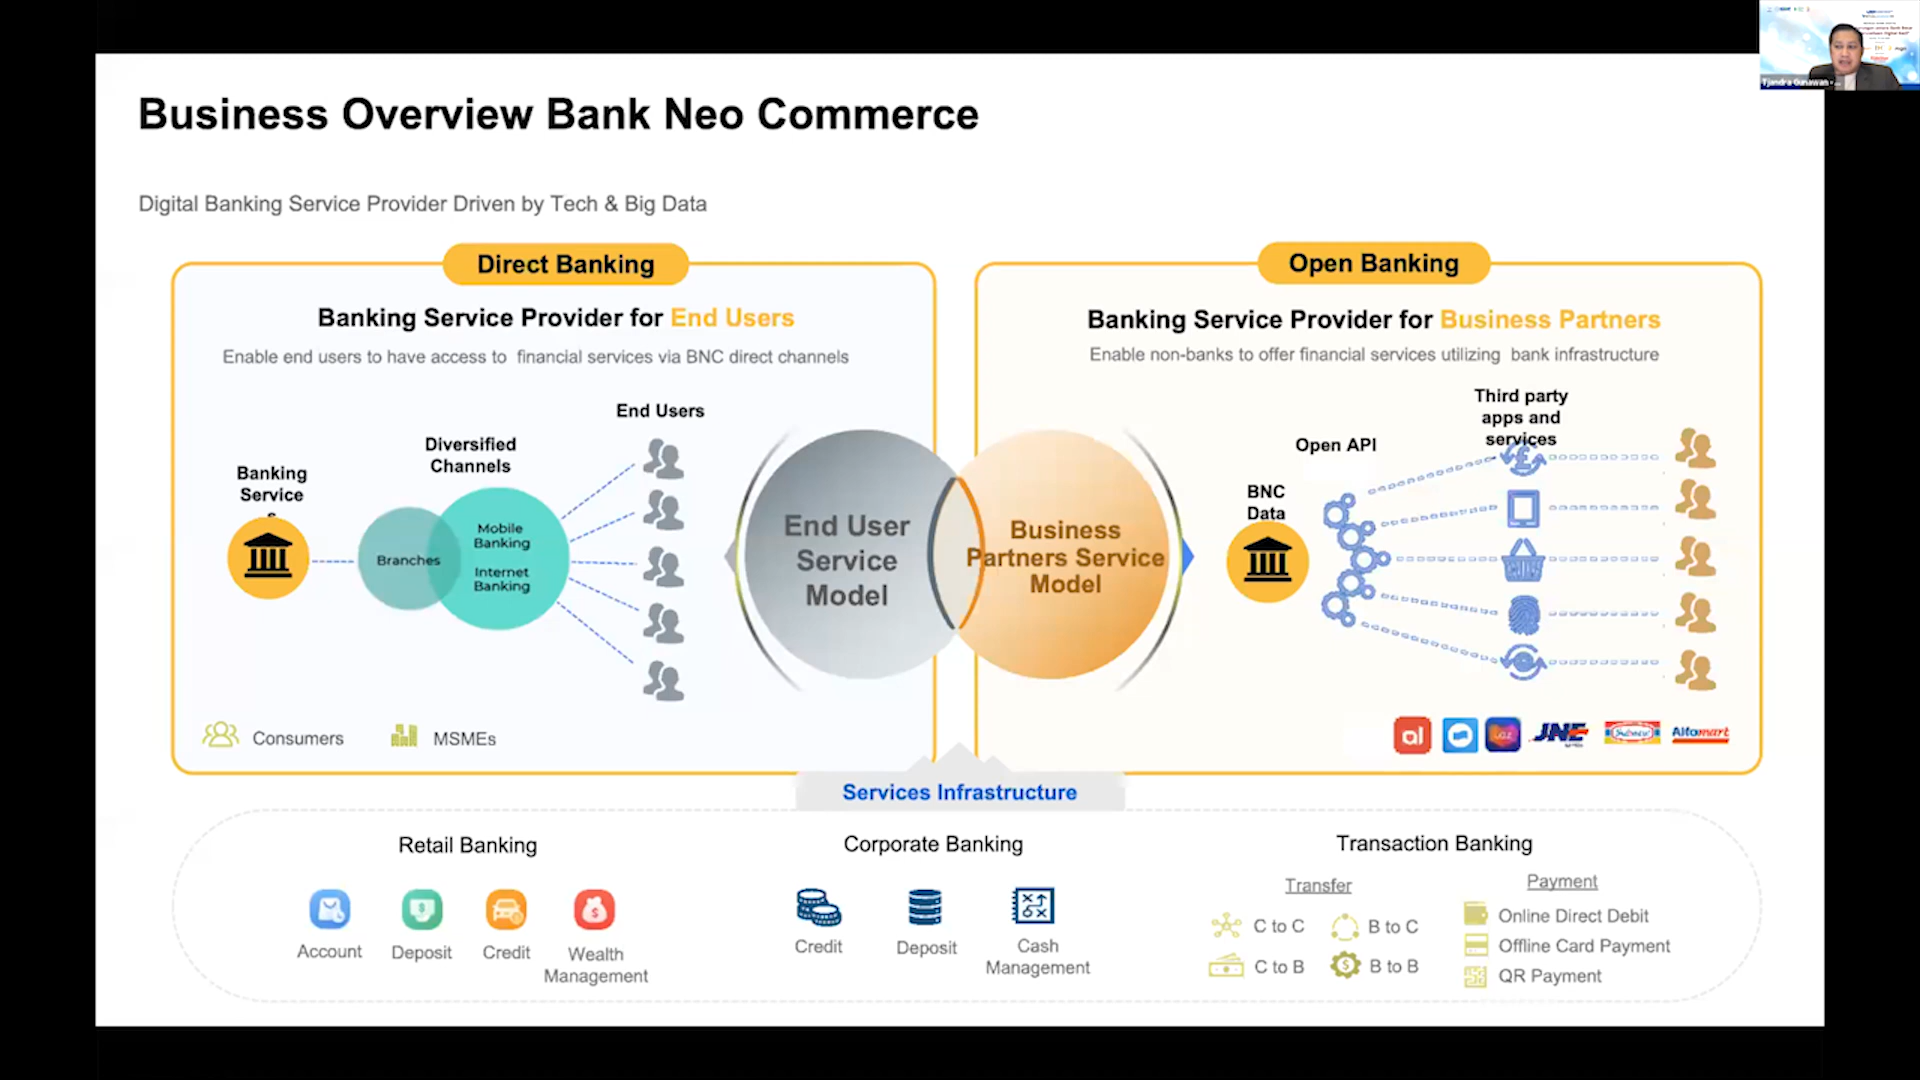 Business Overview Bank Neo Commerce
Digital Banking Service Provider Driven by Tech & Big Data
Direct Banking
Banking Service Provider for End Users
Enable end users to have access to financial services via BNC direct channels
End Users
Diversified
Channels
Banking
Service
s
Branches
Mobile
Banking
Internet
Banking
Consumers
MSMEs
End User
Service
Model
Business
Partners Service
Model
Open Banking
Banking Service Provider for Business Partners
Enable non-banks to offer financial services utilizing bank infrastructure
Third party
apps and
services
Open API
BNC
Data
al
JNE
Indomaret
Alfamart
Services Infrastructure
Retail Banking
Account
Deposit
Credit
Wealth
Management
Corporate Banking
Credit
Deposit
Cash
Management
Transaction Banking
Transfer
C to C
B to C
C to B
B to B
Payment
Online Direct Debit
Offline Card Payment
QR Payment
Tjandra Gunawan